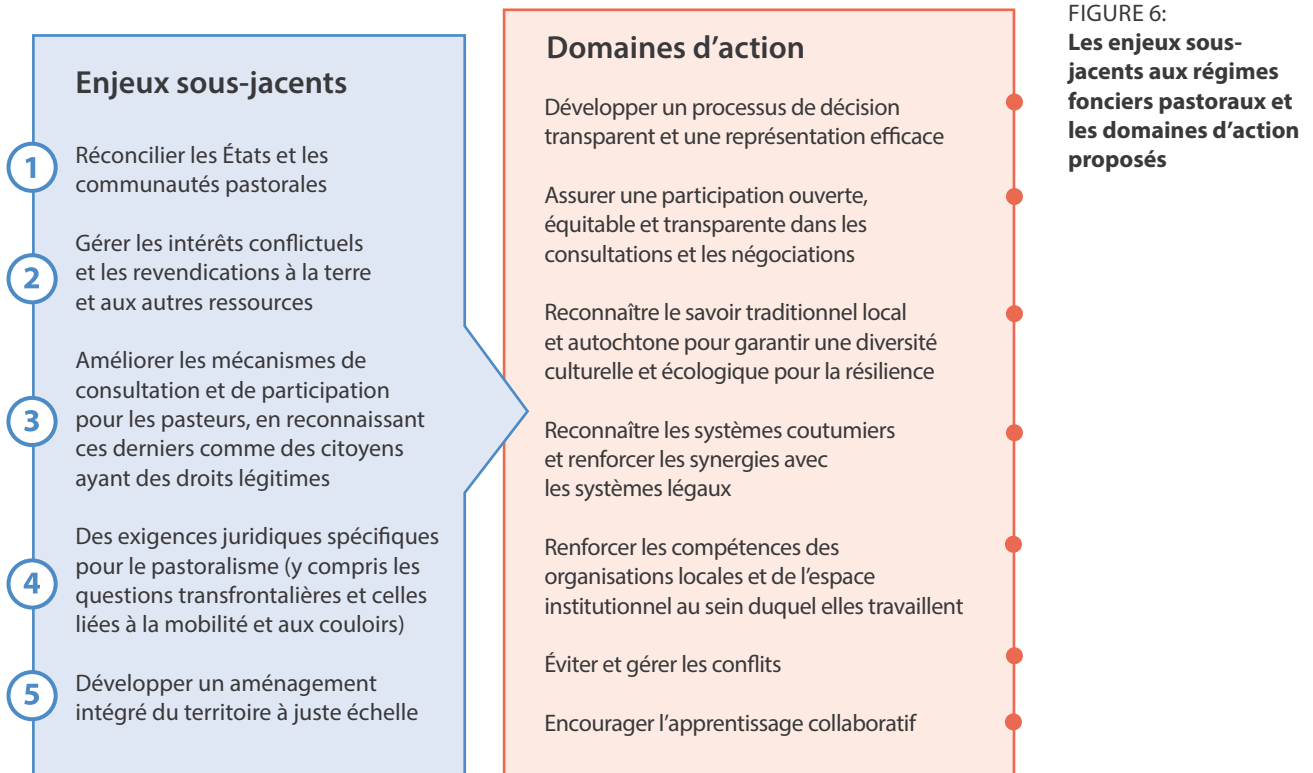 Enjeux sous-jacents
1
Réconcilier les États et les
communautés pastorales
2
Gérer les intérêts conflictuels
et les revendications à la terre
et aux autres ressources
3
Améliorer les mécanismes de
consultation et de participation
pour les pasteurs, en reconnaissant
ces derniers comme des citoyens
ayant des droits légitimes
4
Des exigences juridiques spécifiques
pour le pastoralisme (y compris les
questions transfrontalières et celles
liées à la mobilité et aux couloirs)
5
Développer un aménagement
intégré du territoire à juste échelle
Domaines d'action
Développer un processus de décision
transparent et une représentation efficace
Assurer une participation ouverte,
équitable et transparente dans les
consultations et les négociations
Reconnaître le savoir traditionnel local
et autochtone pour garantir une diversité
culturelle et écologique pour la résilience
Reconnaître les systèmes coutumiers
et renforcer les synergies avec
les systèmes légaux
Renforcer les compétences des
organisations locales et de l'espace
institutionnel au sein duquel elles travaillent
Éviter et gérer les conflits
Encourager l'apprentissage collaboratif
FIGURE 6:
Les enjeux sous-
jacents aux régimes
fonciers pastoraux et
les domaines d'action
proposés